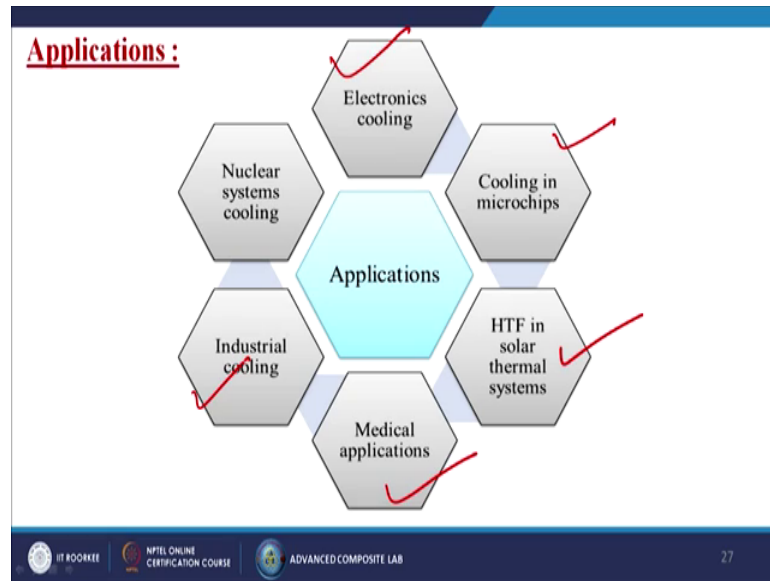 Applications :
Electronics
cooling
Cooling in
microchips
HTF in
solar
thermal
systems
Medical
applications
Industrial
cooling
Nuclear
systems
cooling
Applications
IIT ROORKEE
NPTEL ONLINE
CERTIFICATION COURSE
ADVANCED COMPOSITE LAB
27